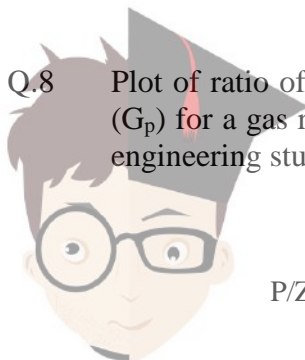 Q.8 Plot of ratio of
(Gp) for a gas r
engineering stu
P/Z